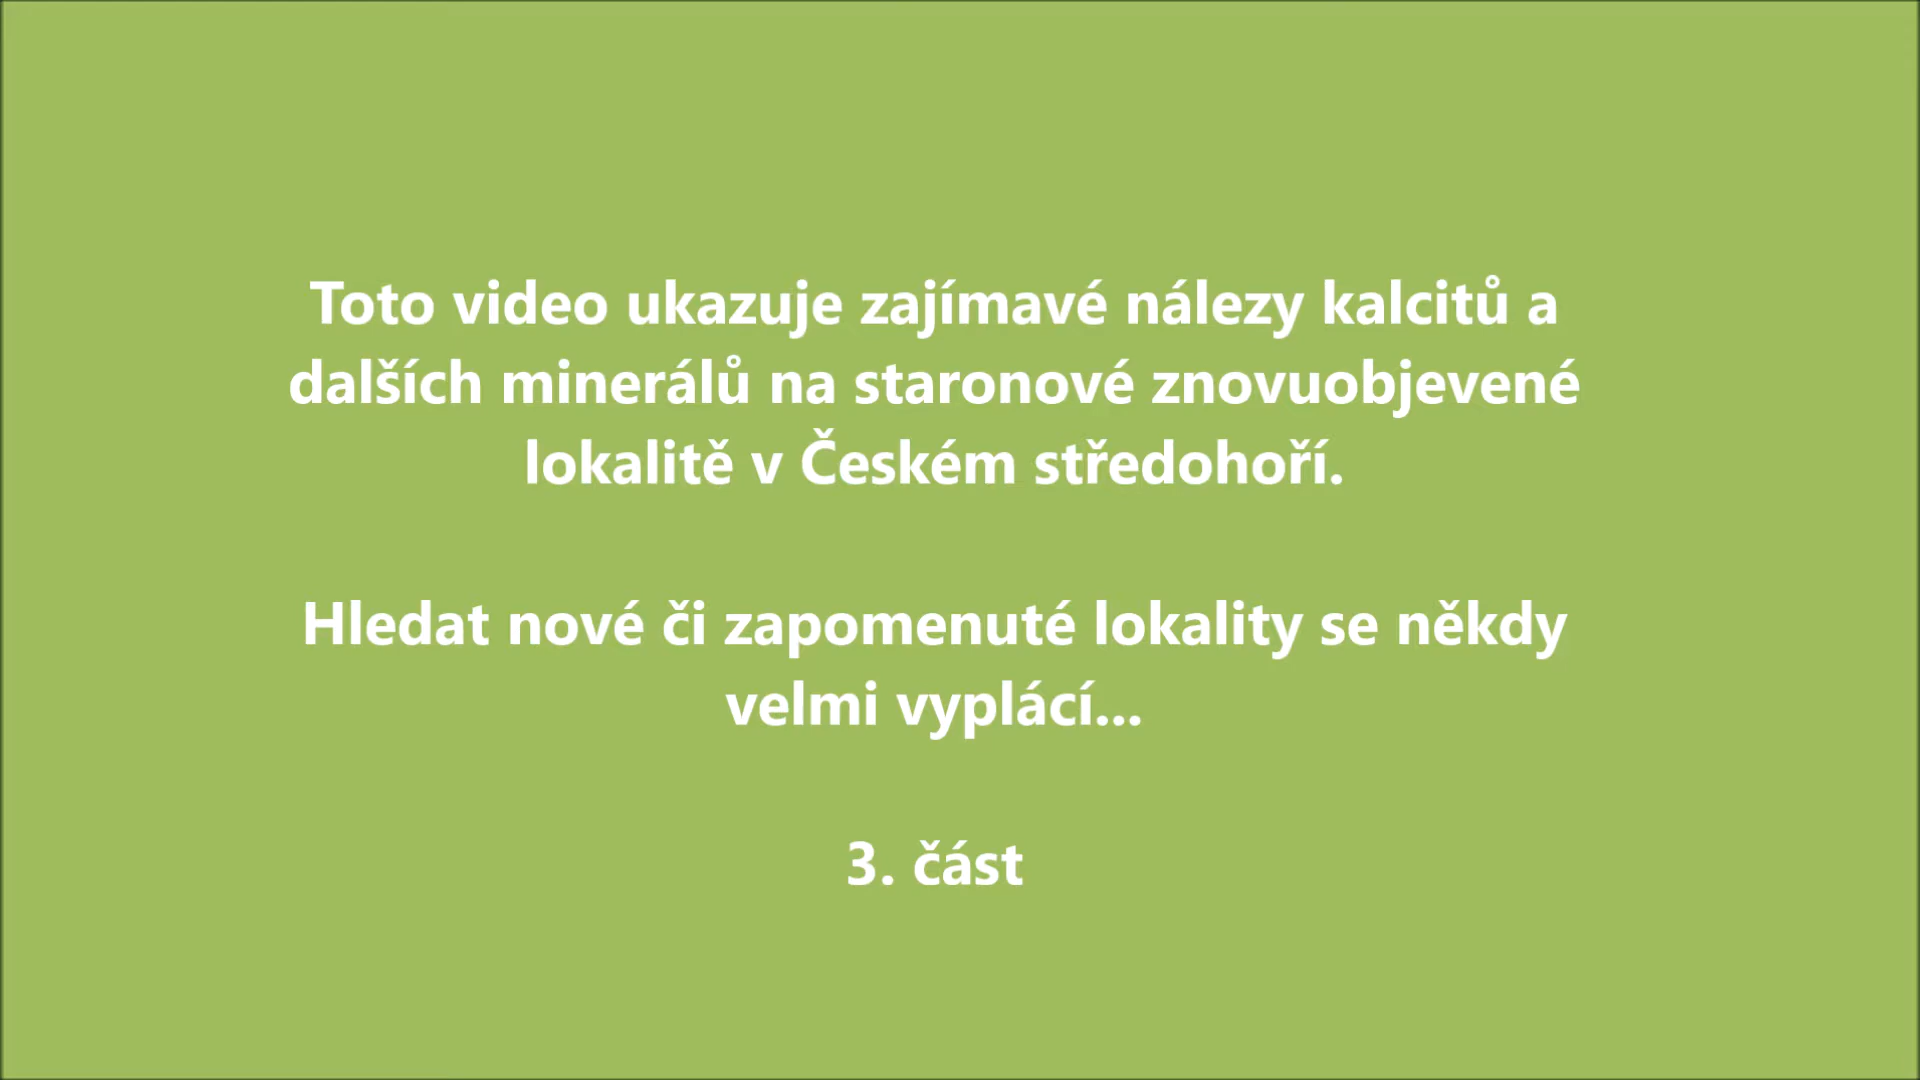 Toto video ukazuje zajímavé nálezy kalcitů a
dalších minerálů na staronové znovuobjevené
lokalitě v Českém středohoří.
Hledat nové či zapomenuté lokality se někdy
velmi vyplácí...
3. část